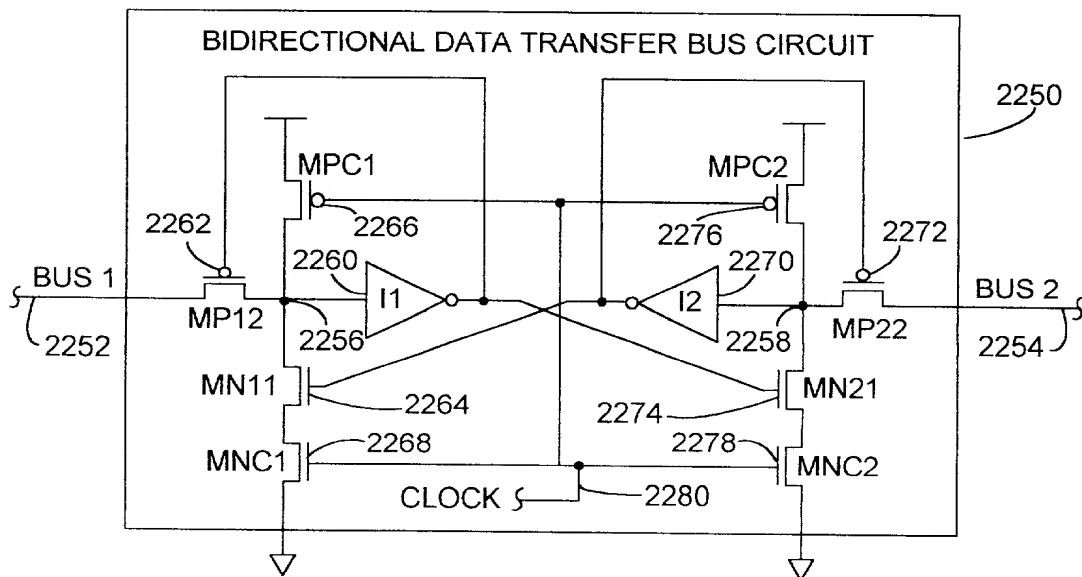 BIDIRECTIONAL DATA TRANSFER BUS CIRCUIT
2250
MPC1
MPC2
2262
2266
2276
2272
2260
2270
BUS 1
I1
I2
BUS 2
MP12
MP22
2252
2256
2258
2254
MN11
2264
2274
MN21
2268
2278
MNC1
MNC2
CLOCK
2280